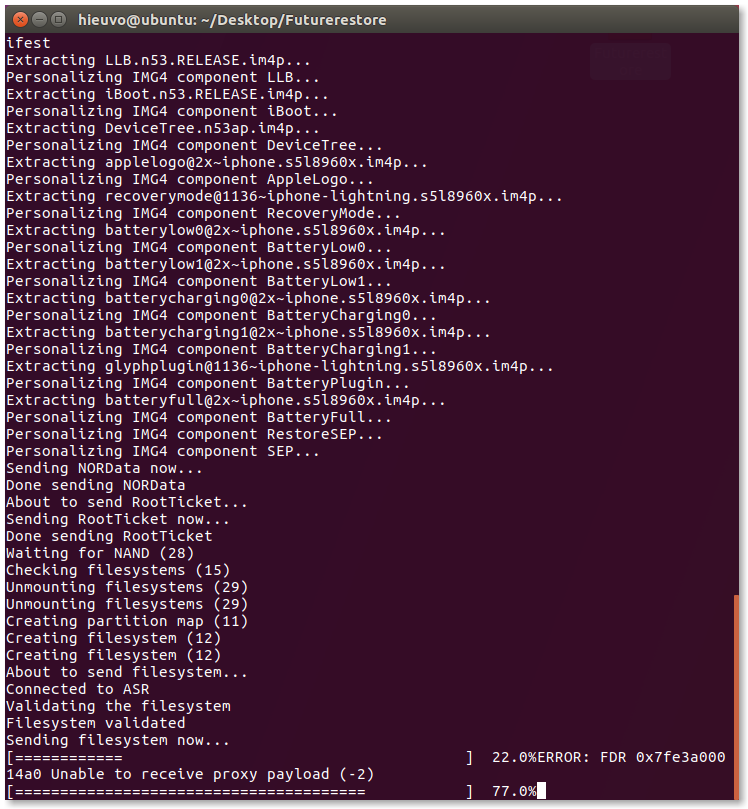 hieuvo@ubuntu: ~/Desktop/Futurerestore
ifest
Extracting LLB.n53.RELEASE.im4p...
Personalizing IMG4 component LLB...
Extracting iBoot.n53.RELEASE.im4p...
Personalizing IMG4 component iBoot...
Extracting DeviceTree.n53ap.im4p...
Personalizing IMG4 component DeviceTree...
Extracting applelogo@2x~iphone.s5l8960x.im4p...
Personalizing IMG4 component AppleLogo...
Extracting recoverymode@1136~iphone-lightning.s5l8960x.im4p...
Personalizing IMG4 component RecoveryMode...
Extracting batterylow0@2x~iphone.s5l8960x.im4p...
Personalizing IMG4 component BatteryLow0...
Extracting batterylow1@2x~iphone.s5l8960x.im4p...
Personalizing IMG4 component BatteryLow1...
Extracting batterycharging0@2x~iphone.s5l8960x.im4p...
Personalizing IMG4 component BatteryCharging0...
Extracting batterycharging1@2x~iphone.s5l8960x.im4p...
Personalizing IMG4 component BatteryCharging1...
Extracting glyphplugin@1136~iphone-lightning.s5l8960x.im4p...
Personalizing IMG4 component BatteryPlugin...
Extracting batteryfull@2x~iphone.s5l8960x.im4p...
Personalizing IMG4 component BatteryFull...
Personalizing IMG4 component RestoreSEP...
Personalizing IMG4 component SEP...
Sending NORData now...
Done sending NORData
About to send RootTicket...
Sending RootTicket now...
Done sending RootTicket
Waiting for NAND (28)
Checking filesystems (15)
Unmounting filesystems (29)
Unmounting filesystems (29)
Creating partition map (11)
Creating filesystem (12)
Creating filesystem (12)
About to send filesystem...
Connected to ASR
Validating the filesystem
Filesystem validated
Sending filesystem now...
[============                                      ]  22.0%ERROR: FDR 0x7fe3a000
14a0 Unable to receive proxy payload (-2)
[=======================================           ]  77.0%